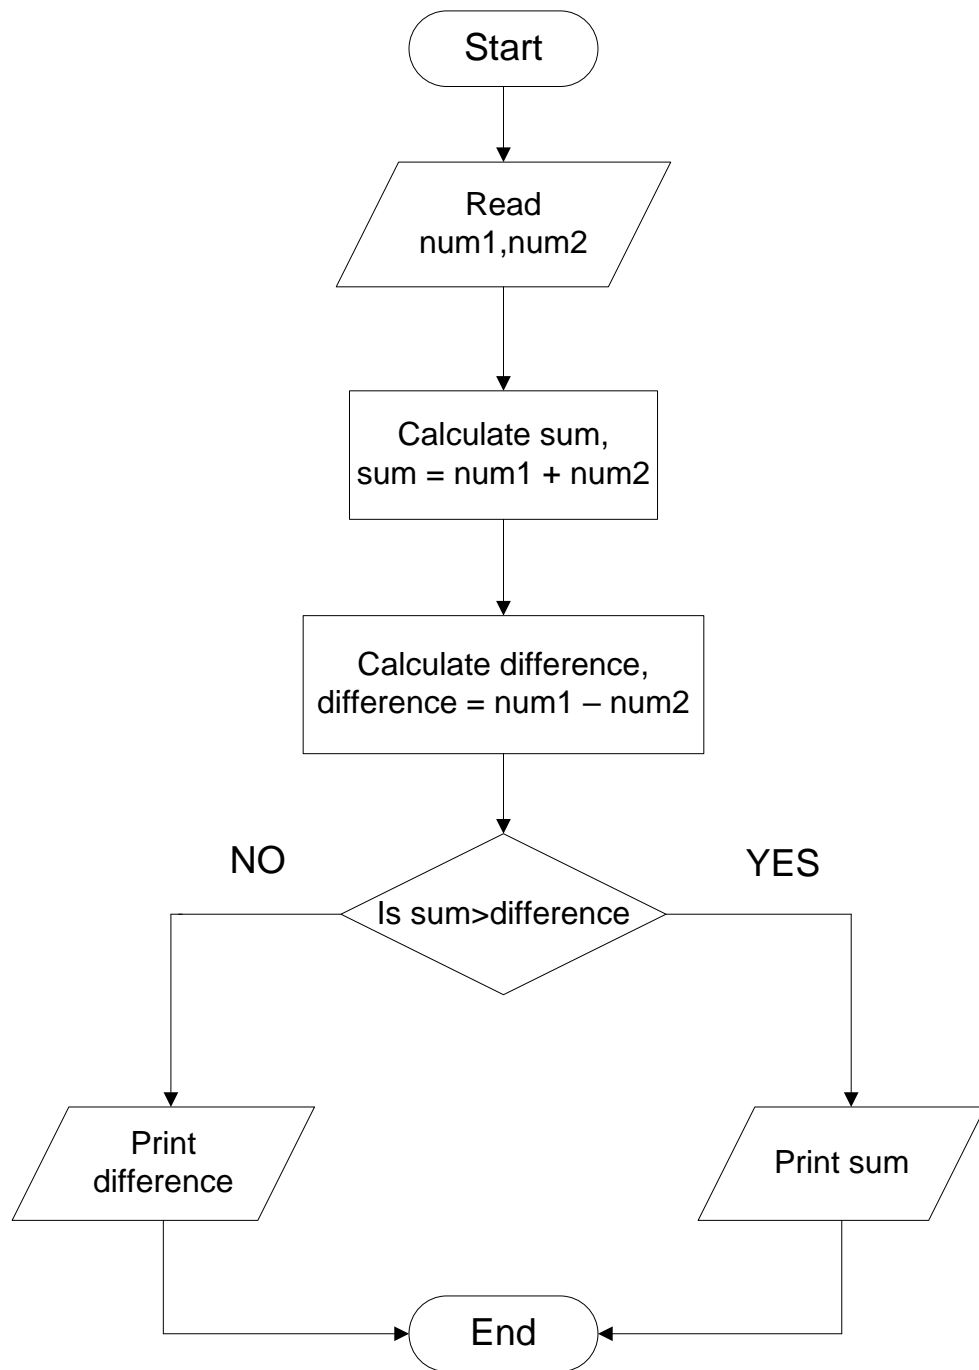 Start
Read
num1,num2
Calculate sum,
sum = num1 + num2
Calculate difference,
difference = num1 – num2
NO
YES
Is sum>difference
Print
difference
Print sum
End